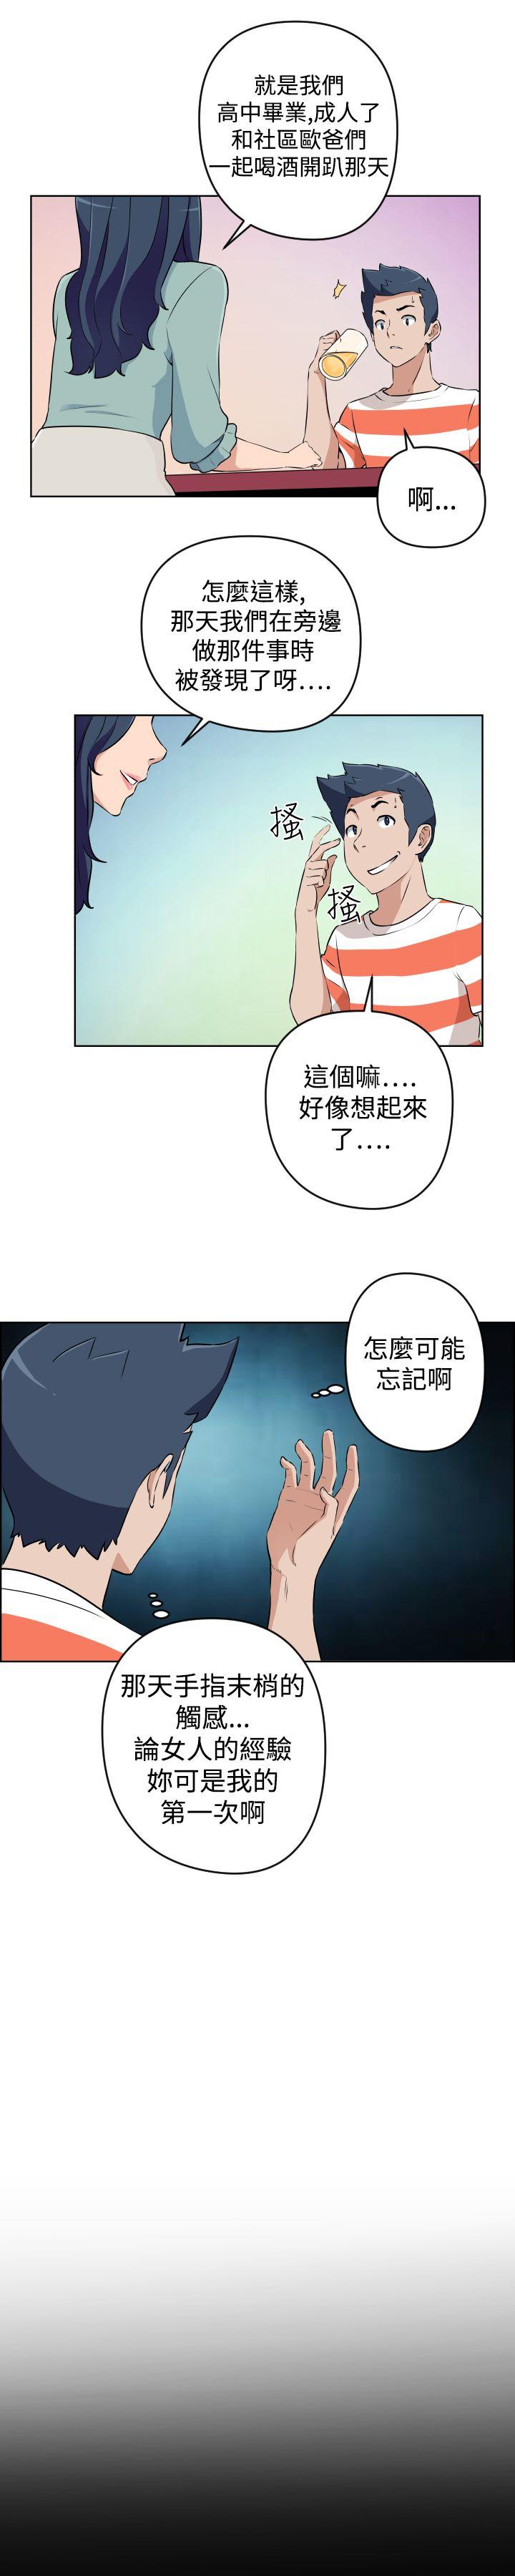 就是我們
高中畢業,成人了
和社區歐爸們
一起喝酒開趴那天
啊...
怎麼這樣,
那天我們在旁邊
做那件事時
被發現了呀....
搔
搔
這個嘛....
好像想起來
了....
怎麼可能
忘記啊
那天手指末梢的
觸感...
論女人的經驗
妳可是我的
第一次啊